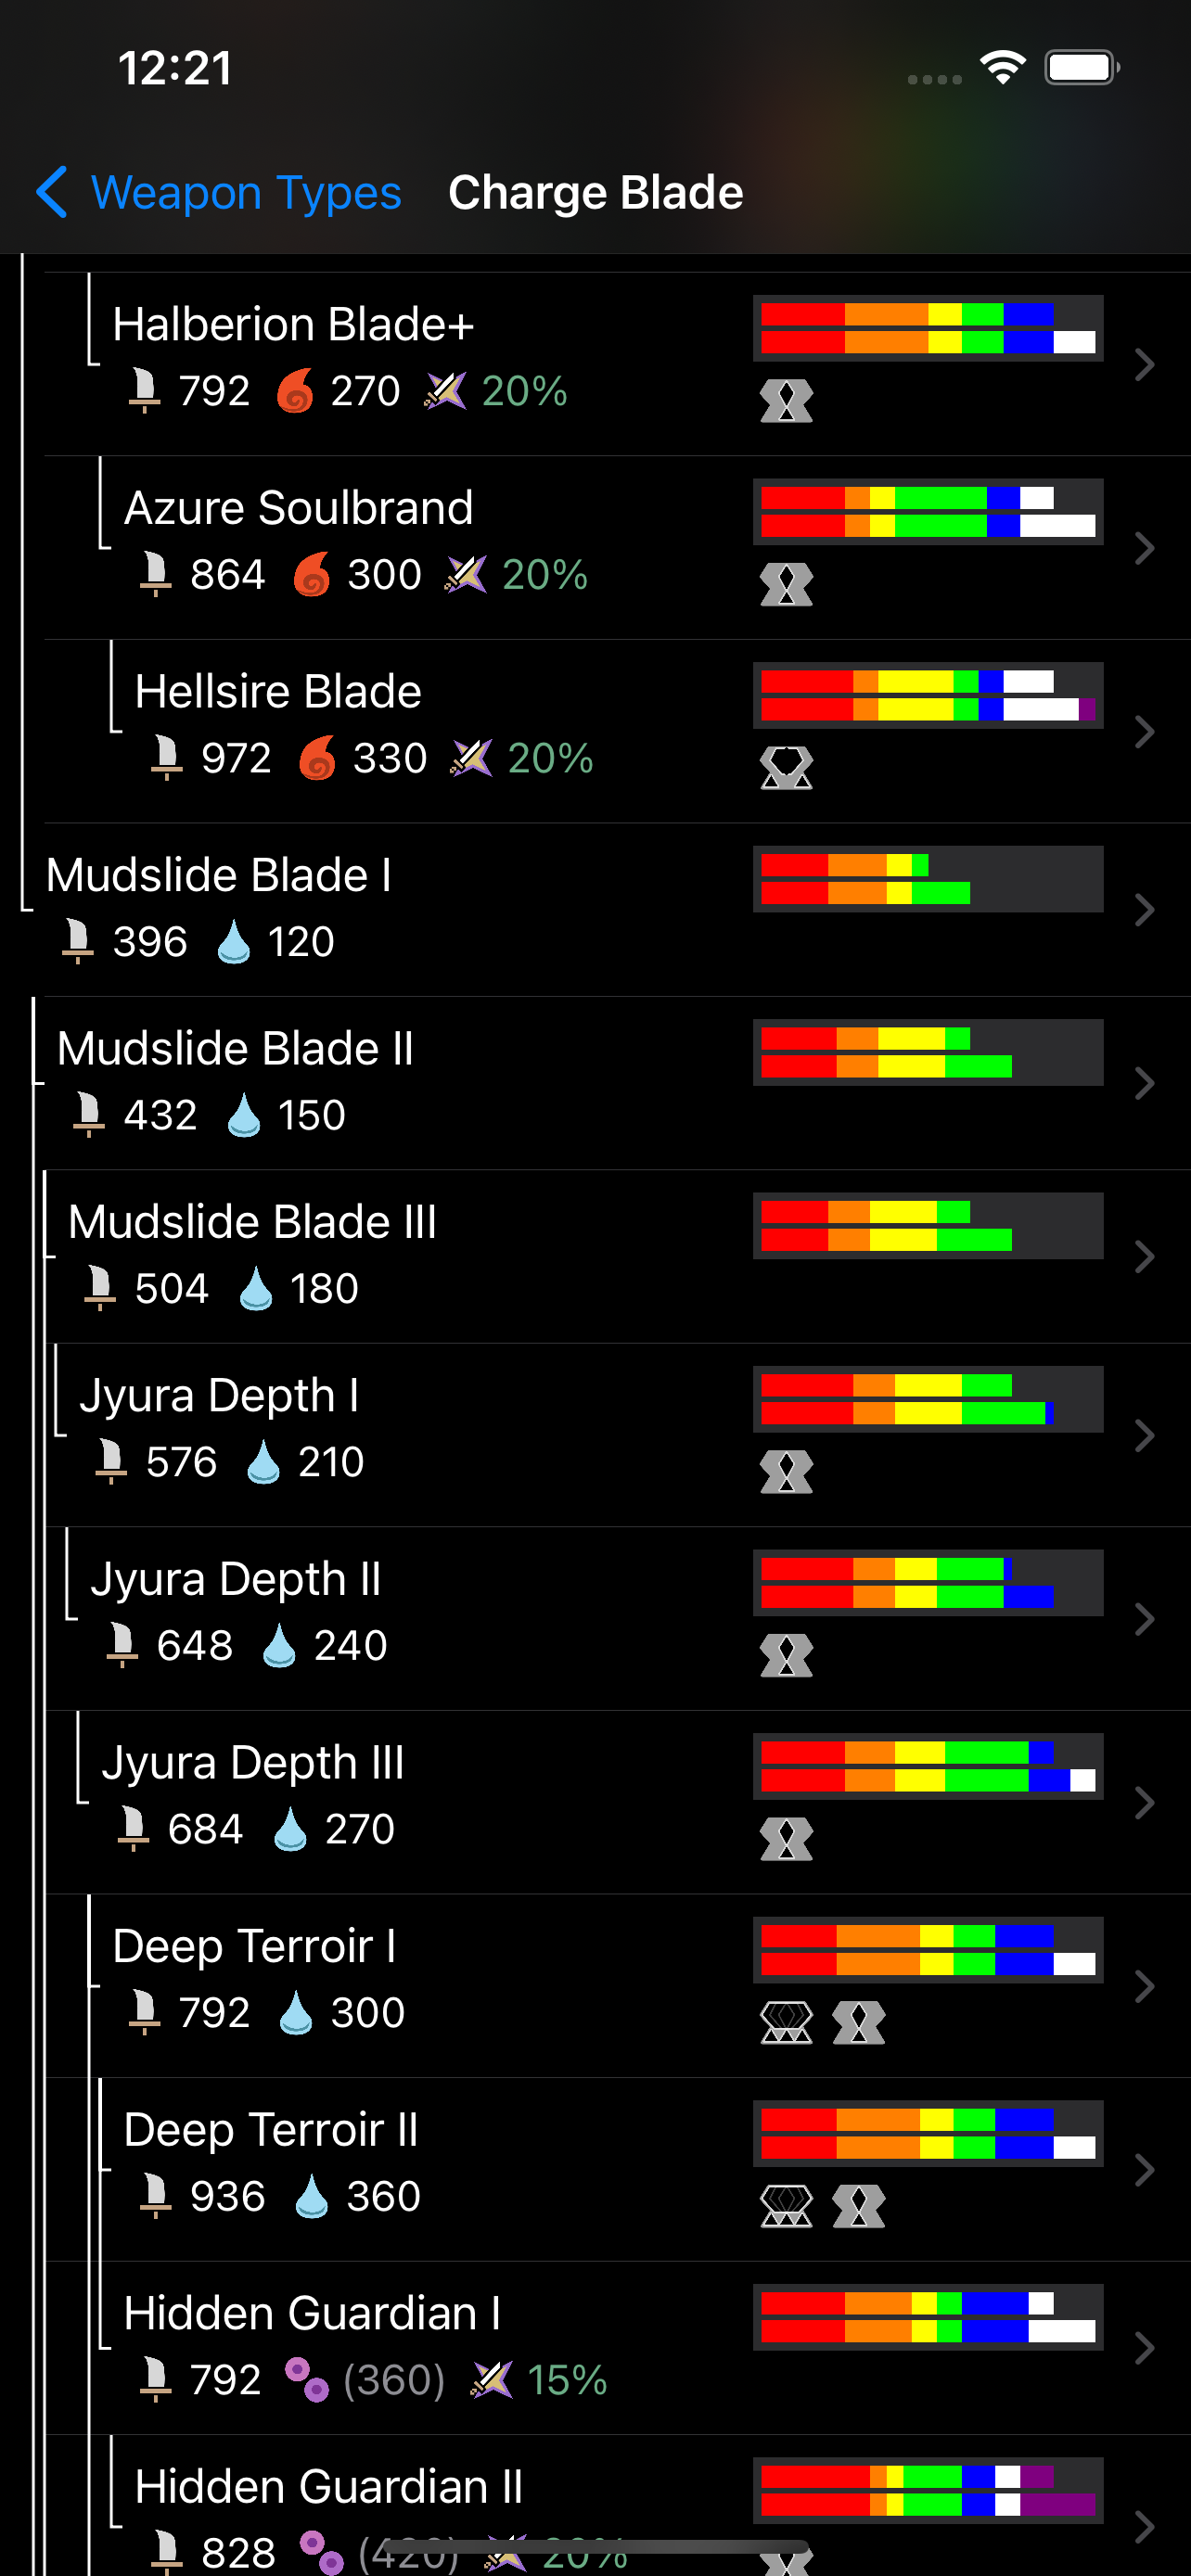 12:21
Weapon Types Charge Blade
Halberion Blade+
792 270 20%
Azure Soulbrand
864 300 20%
Hellsire Blade
972 330 20%
Mudslide Blade I
396 120
Mudslide Blade II
432 150
Mudslide Blade III
504 180
Jyura Depth I
576 210
Jyura Depth II
648 240
Jyura Depth III
684 270
Deep Terroir I
792 300
Deep Terroir II
936 360
Hidden Guardian I
792 (360) 15%
Hidden Guardian II
828 (420) 20%